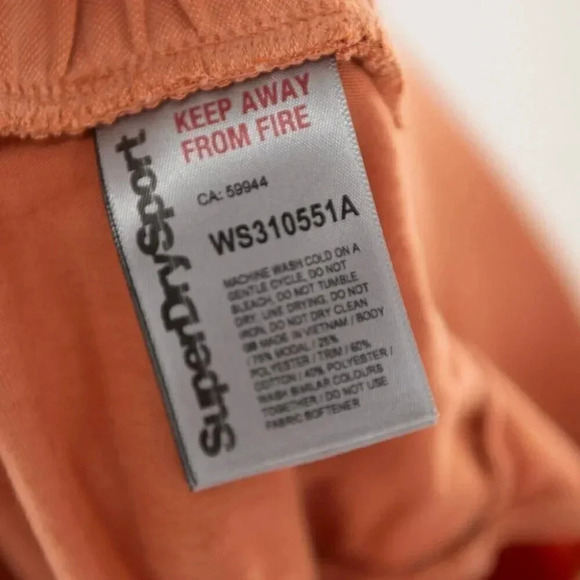 KEEP AWAY
FROM FIRE
CA: 59944
WS310551A
MACHINE WASH COLD ON A
GENTLE CYCLE, DO NOT
BLEACH, DO NOT TUMBLE
DRY, LINE DRYING, DO NOT
IRON, DO NOT DRY CLEAN
GB MADE IN VIETNAM / BODY
/ 75% MODAL / 25%
POLYESTER / TRIM / 60%
COTTON / 40% POLYESTER /
WASH SIMILAR COLOURS
TOGETHER / DO NOT USE
FABRIC SOFTENER
SuperDrySport